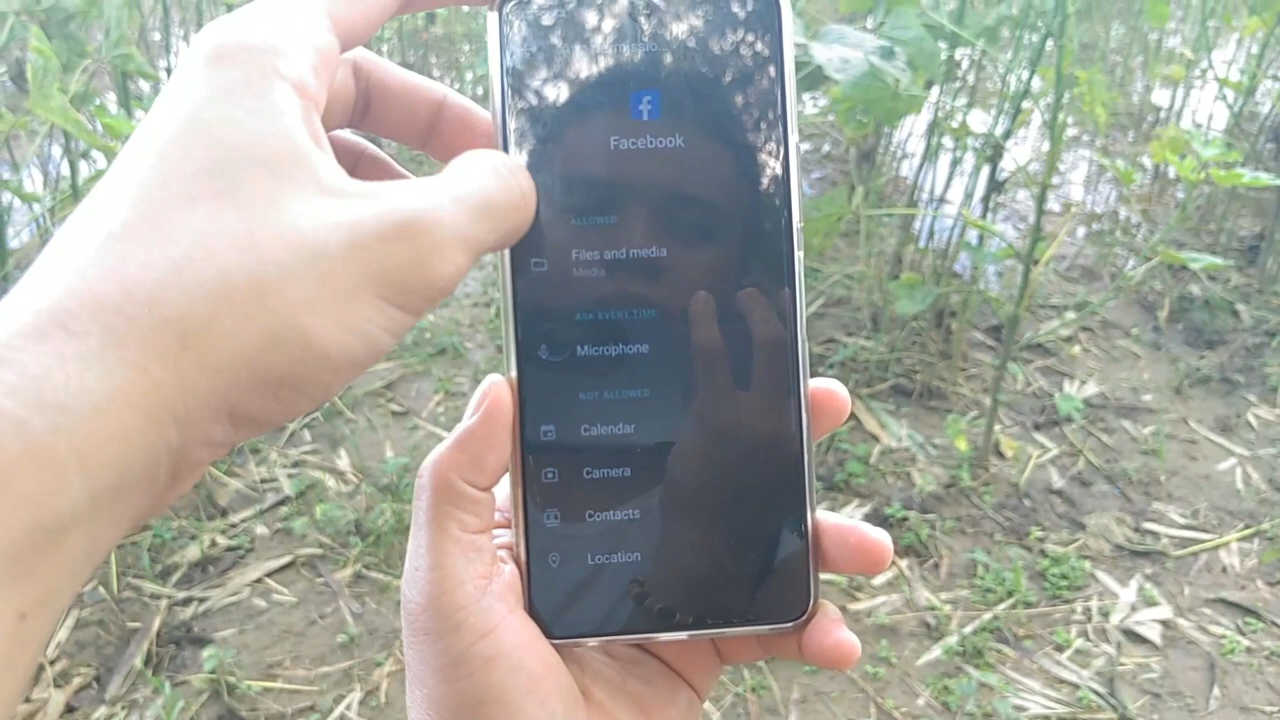 Facebook
ALLOWED
Files and media
Media
ASK EVERY TIME
Microphone
NOT ALLOWED
Calendar
Camera
Contacts
Location